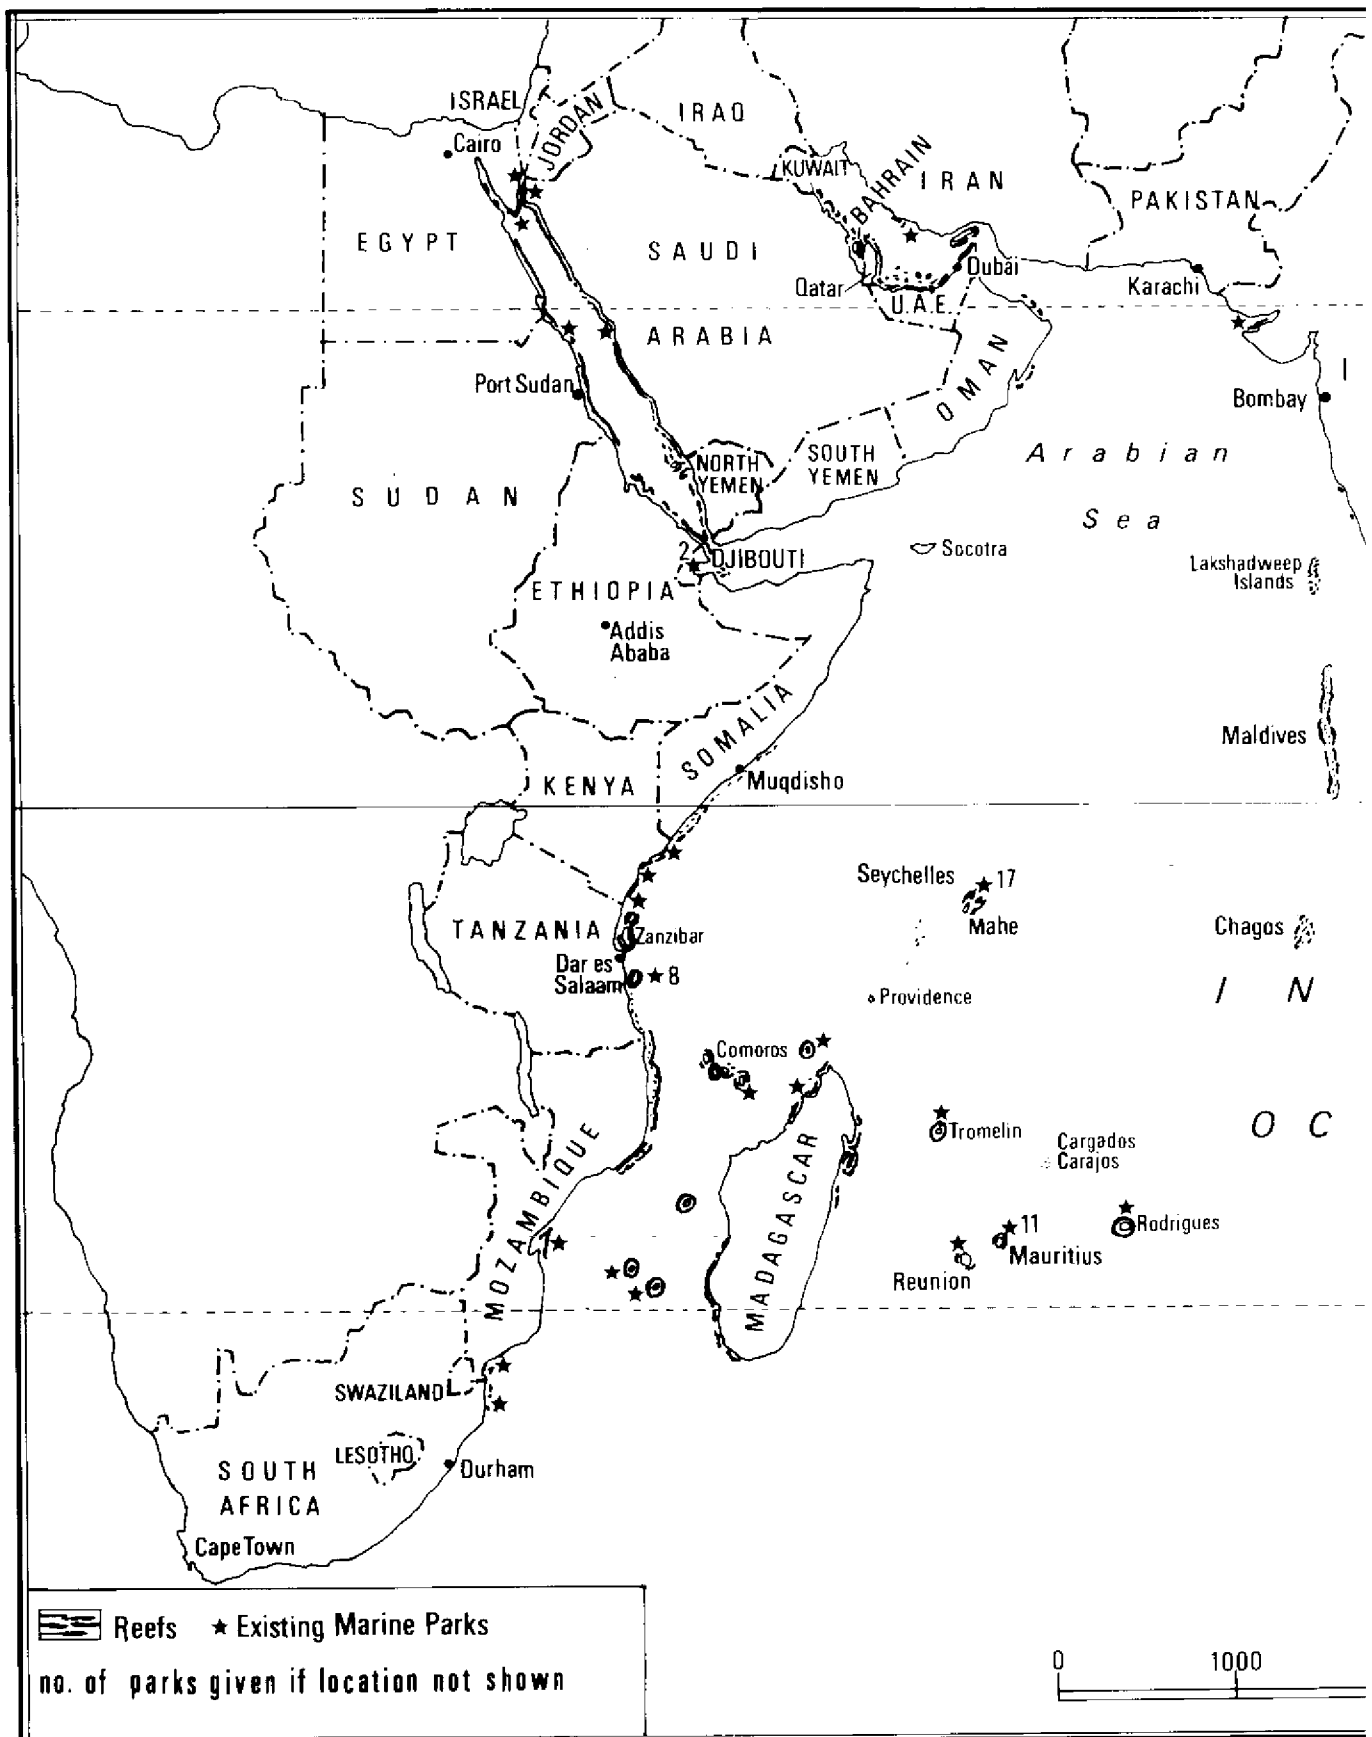 ISRAEL
JORDAN
IRAQ
Cairo
KUWAIT
BAHRAIN
IRAN
PAKISTAN
EGYPT
SAUDI
Qatar
Dubai
Karachi
U.A.E.
ARABIA
OMAN
I
Port Sudan
Bombay
Arabian
NORTH
YEMEN
SOUTH
YEMEN
SUDAN
Sea
2
DJIBOUTI
Socotra
Lakshadweep
Islands
ETHIOPIA
Addis
Ababa
SOMALIA
Maldives
KENYA
Muqdisho
Seychelles
17
Mahe
TANZANIA
Zanzibar
Chagos
Dar es
Salaam
8
Providence
I N
Comoros
MOZAMBIQUE
MADAGASCAR
Tromelin
Cargados
Carajos
O C
11
Rodrigues
Mauritius
Reunion
SWAZILAND
LESOTHO
SOUTH
AFRICA
Durham
Cape Town
Reefs ★ Existing Marine Parks
no. of parks given if location not shown
0 1000